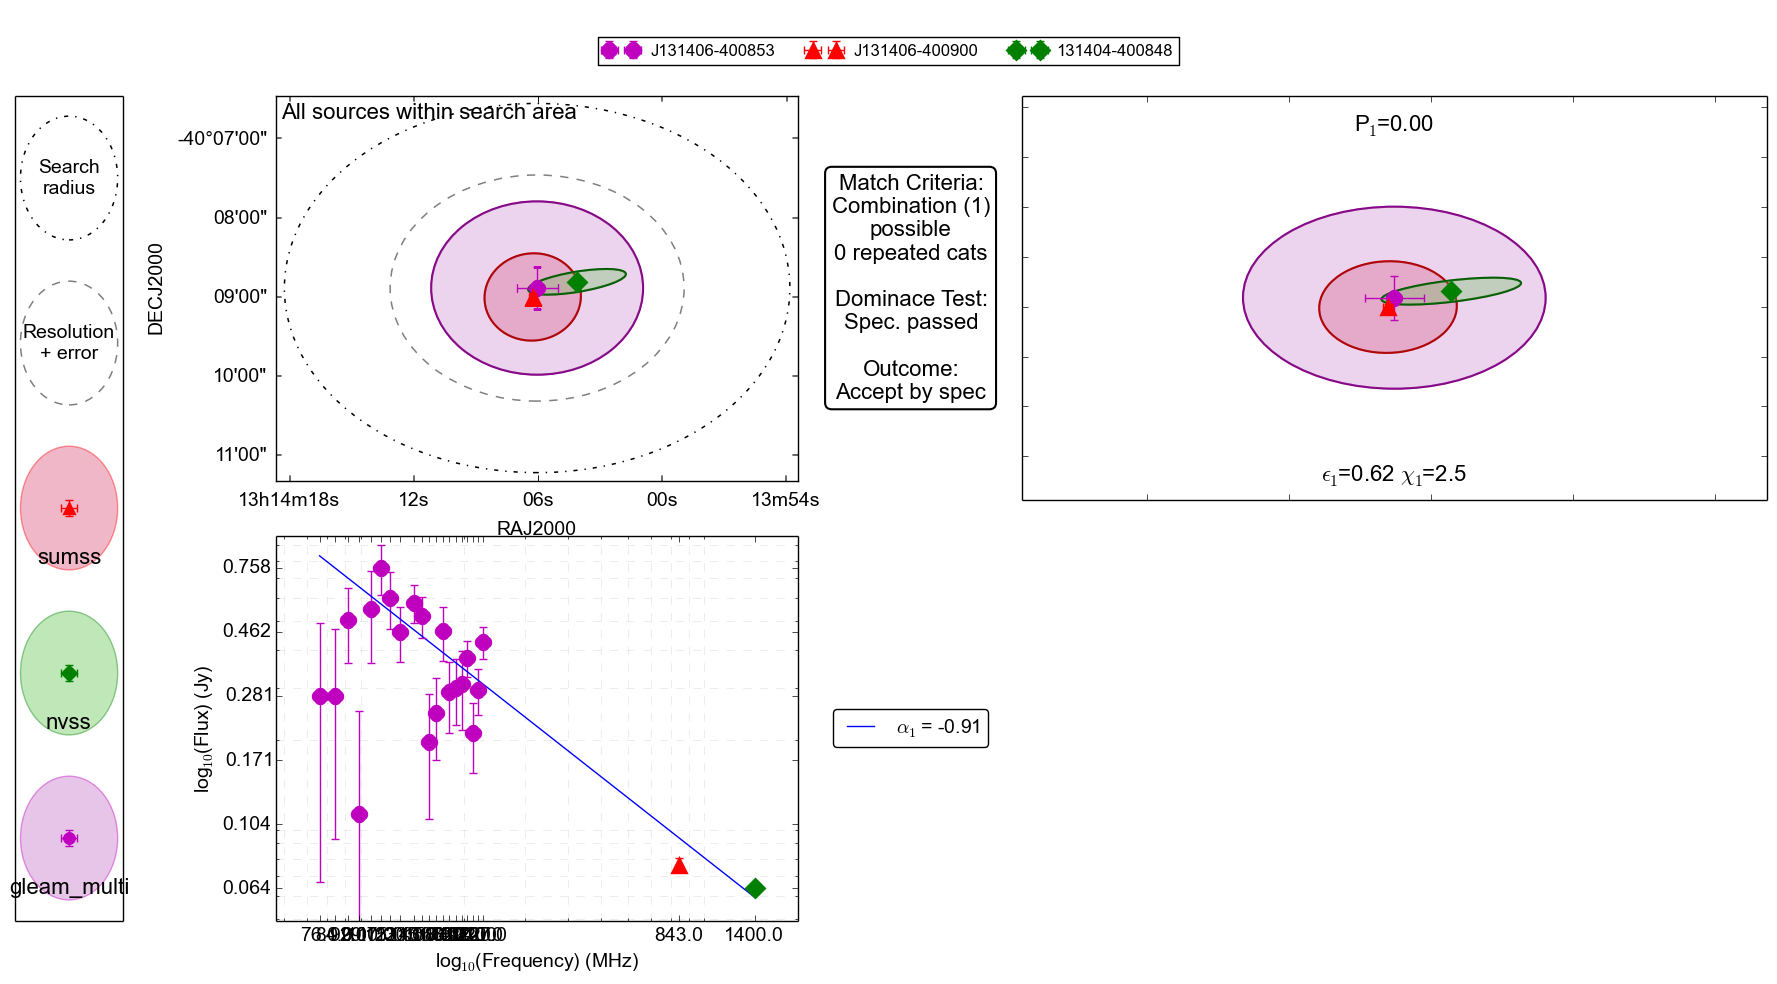 J131406-400853
J131406-400900
131404-400848
Search
radius
Resolution
+ error
sumss
nvss
gleam_multi
All sources within search area
DECJ2000
-40°07'00"
08'00"
09'00"
10'00"
11'00"
13h14m18s
12s
06s
00s
13m54s
RAJ2000
Match Criteria:
Combination (1)
possible
0 repeated cats
Dominace Test:
Spec. passed
Outcome:
Accept by spec
P₁=0.00
ϵ₁=0.62 χ₁=2.5
log₁₀(Flux) (Jy)
0.758
0.462
0.281
0.171
0.104
0.064
843.0
1400.0
log₁₀(Frequency) (MHz)
α₁ = -0.91